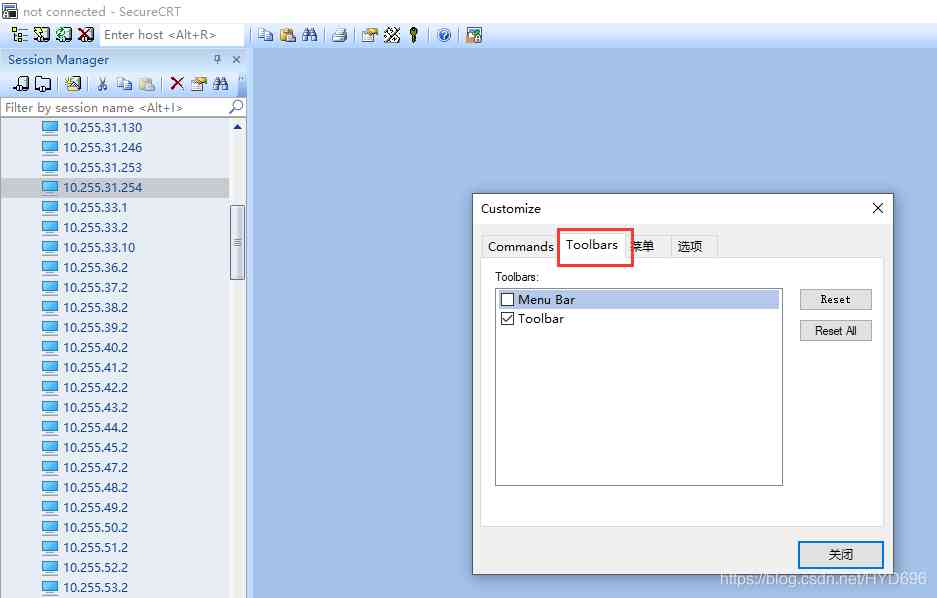 not connected - SecureCRT
Enter host <Alt+R>
Session Manager
Filter by session name <Alt+I>
10.255.31.130
10.255.31.246
10.255.31.253
10.255.31.254
10.255.33.1
10.255.33.2
10.255.33.10
10.255.36.2
10.255.37.2
10.255.38.2
10.255.39.2
10.255.40.2
10.255.41.2
10.255.42.2
10.255.43.2
10.255.44.2
10.255.45.2
10.255.47.2
10.255.48.2
10.255.49.2
10.255.50.2
10.255.51.2
10.255.52.2
10.255.53.2
Customize
Commands Toolbars 菜单 选项
Toolbars:
Menu Bar
Toolbar
Reset
Reset All
关闭
https://blog.csdn.net/HYD696